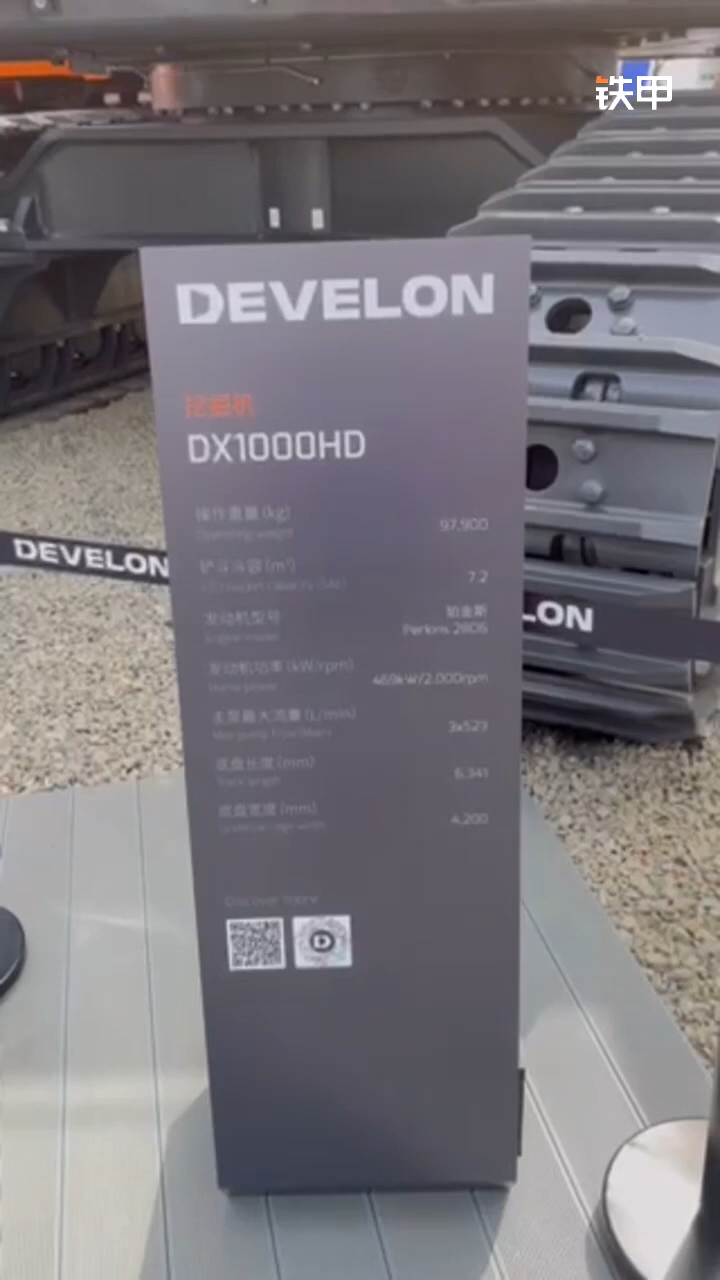 铁甲
DEVELON
挖掘机
DX1000HD
操作重量 (kg)
Operating weight
97,900
铲斗斗容 (m³)
7.2
发动机型号
Engine model
铂金斯
Perkins 2806
发动机功率 (kW/rpm)
469kW/2,000rpm
主泵最大流量 (L/min)
3x523
底盘长度 (mm)
Track length
6,341
底盘宽度 (mm)
Undercarriage width
4,200
Discover more
DEVELON
LON